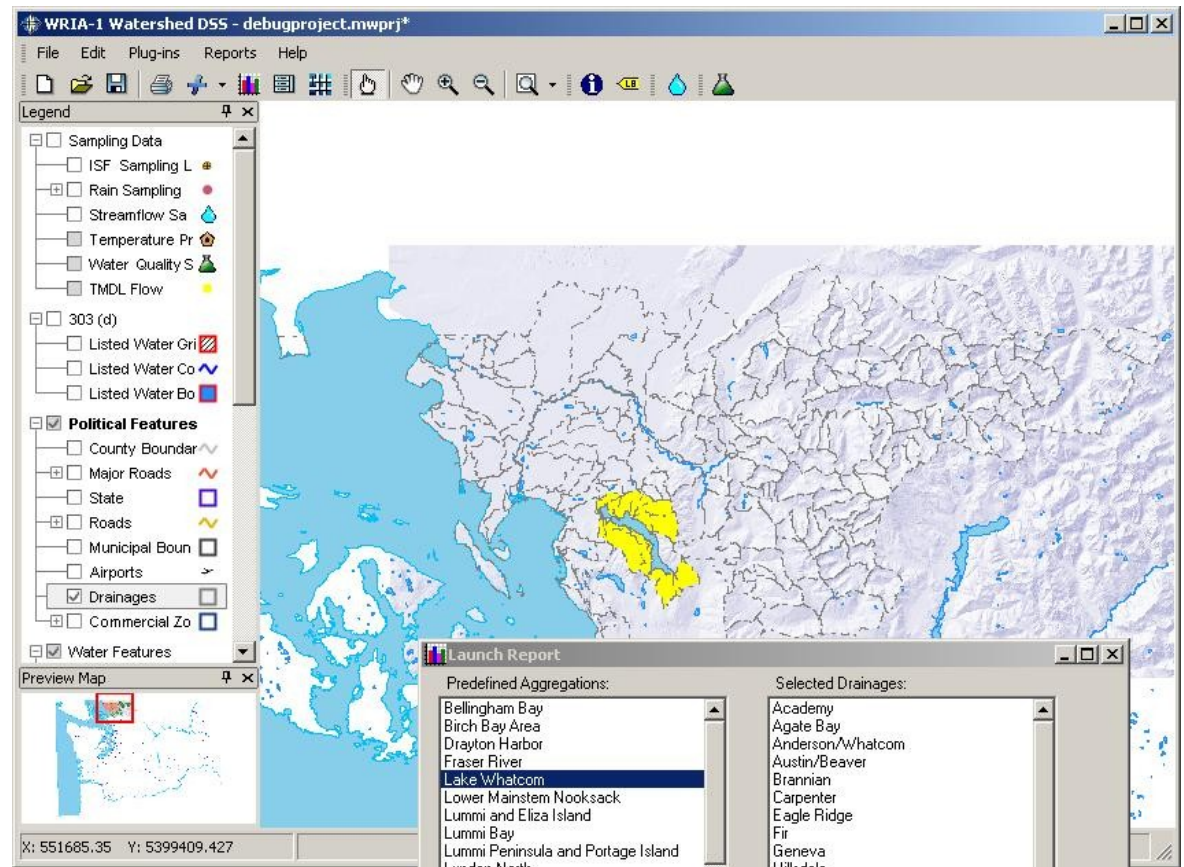 WRIA-1 Watershed DSS - debugproject.mwprj*
File Edit Plug-ins Reports Help
LB
Legend
Sampling Data
ISF Sampling L
Rain Sampling
Streamflow Sa
Temperature Pr
Water Quality S
TMDL Flow
303 (d)
Listed Water Gri
Listed Water Co
Listed Water Bo
Political Features
County Boundar
Major Roads
State
Roads
Municipal Boun
Airports
Drainages
Commercial Zo
Water Features
Preview Map
X: 551685.35 Y: 5399409.427
Launch Report
Predefined Aggregations:
Bellingham Bay
Birch Bay Area
Drayton Harbor
Fraser River
Lake Whatcom
Lower Mainstem Nooksack
Lummi and Eliza Island
Lummi Bay
Lummi Peninsula and Portage Island
Lynden North
Selected Drainages:
Academy
Agate Bay
Anderson/Whatcom
Austin/Beaver
Brannian
Carpenter
Eagle Ridge
Fir
Geneva
Hillsdale